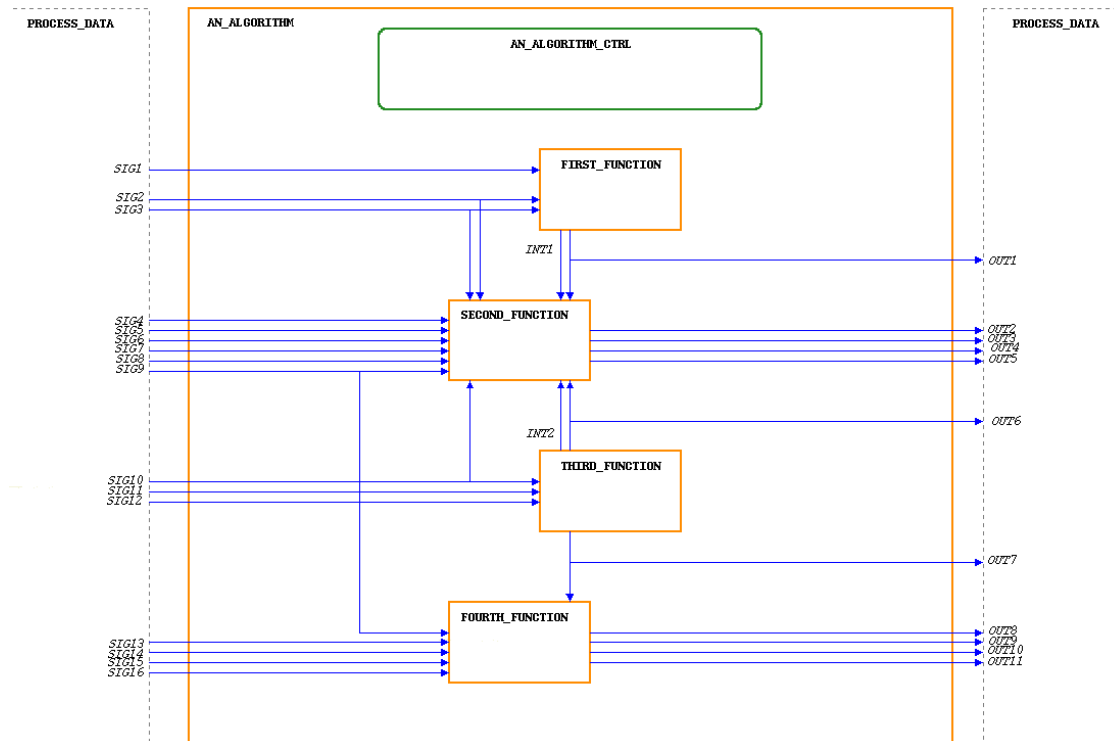 PROCESS_DATA
AN_ALGORITHM
PROCESS_DATA
AN_ALGORITHM_CTRL
SIG1
FIRST_FUNCTION
SIG2
SIG3
INT1
OUT1
SECOND_FUNCTION
SIG4
SIG5
SIG6
SIG7
SIG8
SIG9
OUT2
OUT3
OUT4
OUT5
OUT6
INT2
THIRD_FUNCTION
SIG10
SIG11
SIG12
OUT7
FOURTH_FUNCTION
SIG13
SIG14
SIG15
SIG16
OUT8
OUT9
OUT10
OUT11